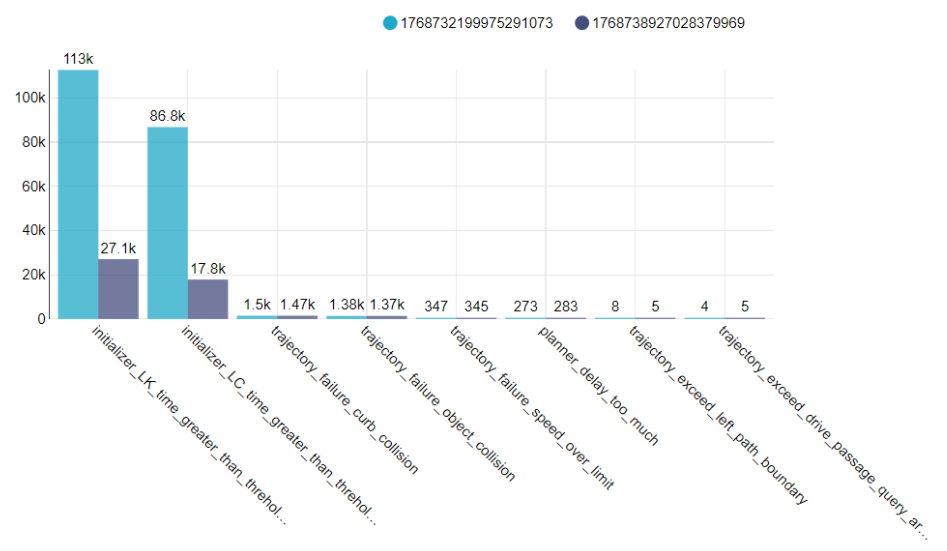 1768732199975291073 1768738927028379969
113k
100k
86.8k
80k
60k
40k
27.1k
20k
17.8k
1.5k 1.47k 1.38k 1.37k 347 345 273 283 8 5 4 5
0
initializer_LK_time_greater_than_threhol...
initializer_LC_time_greater_than_threhol...
trajectory_failure_curb_collision
trajectory_failure_object_collision
trajectory_failure_speed_over_limit
planner_delay_too_much
trajectory_exceed_left_path_boundary
trajectory_exceed_drive_passage_query_ar...